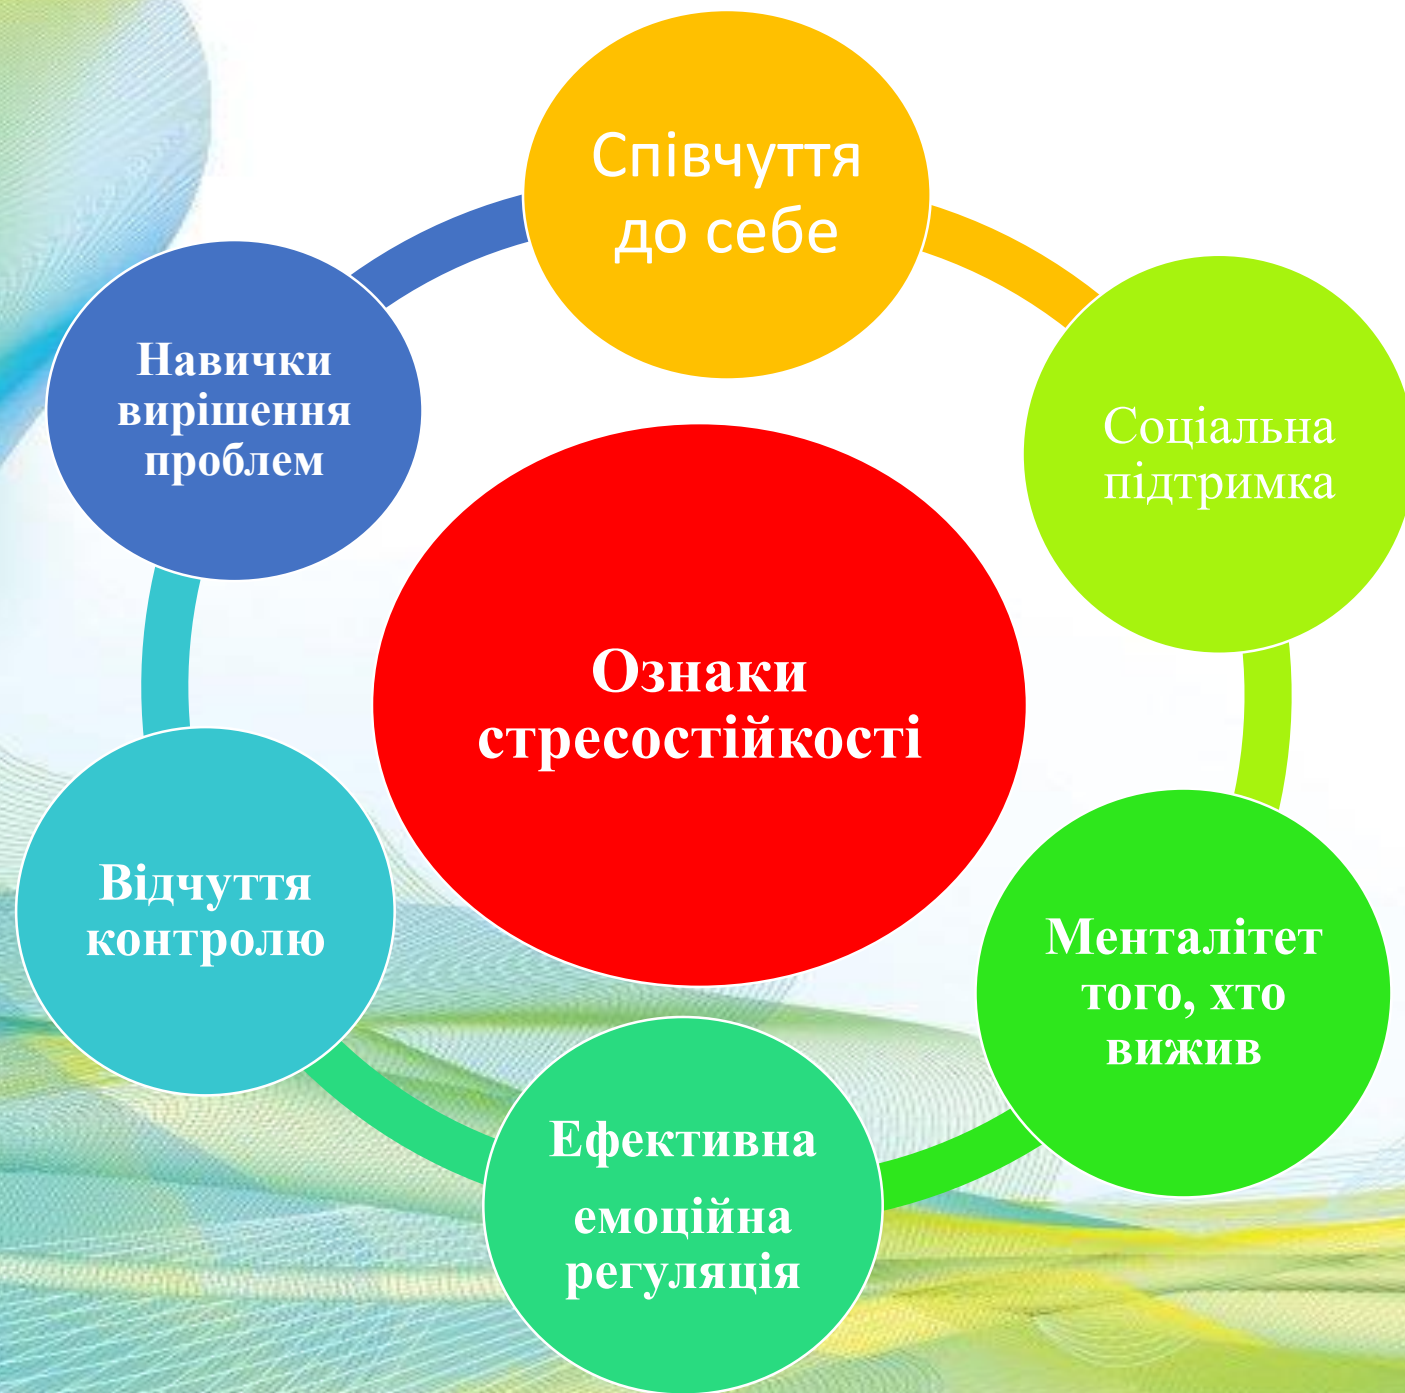 Співчуття
до себе
Соціальна
підтримка
Менталітет
того, хто
вижив
Ефективна
емоційна
регуляція
Відчуття
контролю
Навички
вирішення
проблем
Ознаки
стресостійкості